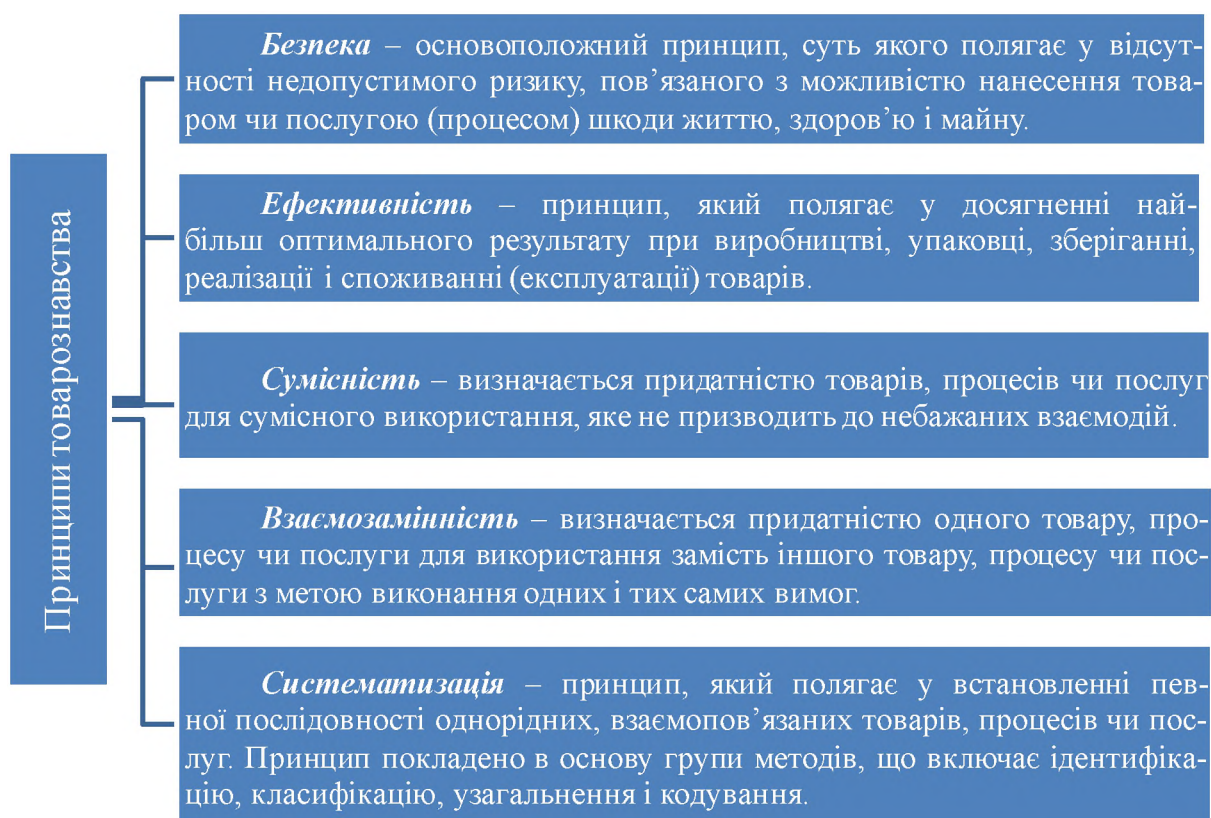 Принципи товарознавства
Безпека – основоположний принцип, суть якого полягає у відсут-
ності недопустимого ризику, пов’язаного з можливістю нанесення това-
ром чи послугою (процесом) шкоди життю, здоров’ю і майну.
Ефективність – принцип, який полягає у досягненні най-
більш оптимального результату при виробництві, упаковці, зберіганні,
реалізації і споживанні (експлуатації) товарів.
Сумісність – визначається придатністю товарів, процесів чи послуг
для сумісного використання, яке не призводить до небажаних взаємодій.
Взаємозамінність – визначається придатністю одного товару, про-
цесу чи послуги для використання замість іншого товару, процесу чи пос-
луги з метою виконання одних і тих самих вимог.
Систематизація – принцип, який полягає у встановленні пев-
ної послідовності однорідних, взаємопов’язаних товарів, процесів чи пос-
луг. Принцип покладено в основу групи методів, що включає ідентифіка-
цію, класифікацію, узагальнення і кодування.